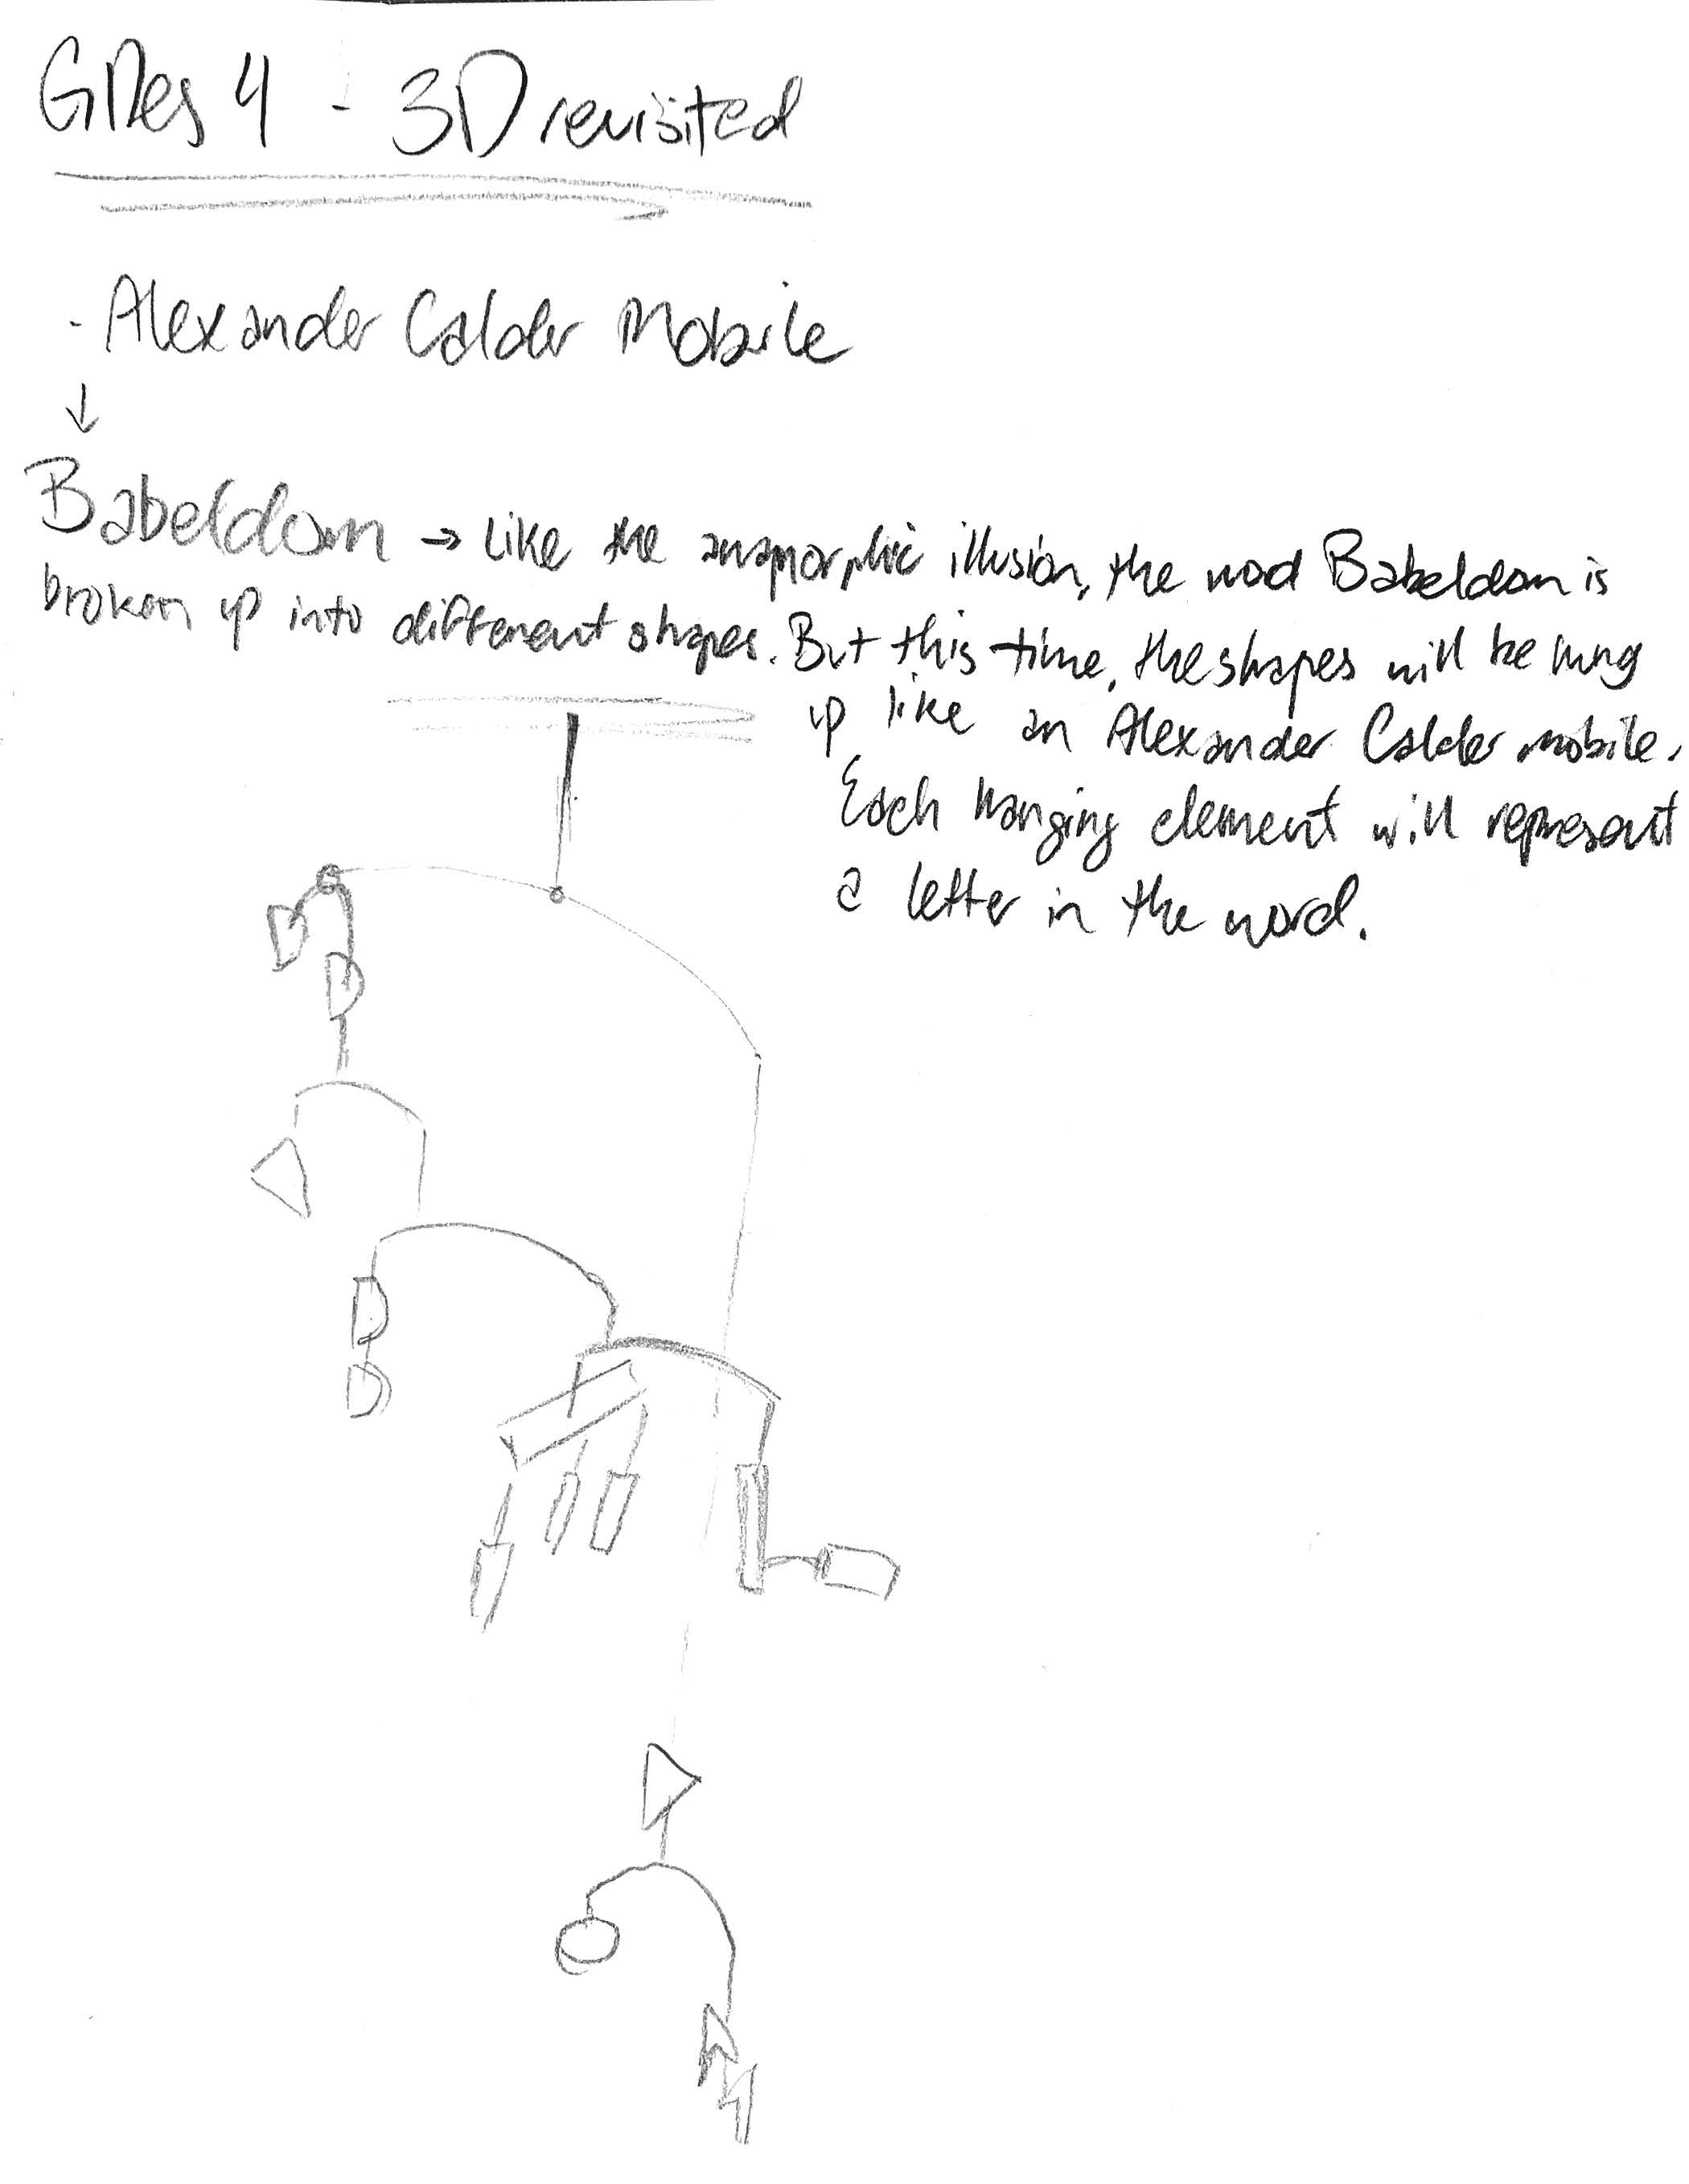 GDes 4 - 3D revisited
- Alexander Calder Mobile
↓
Babeldom → Like the anamorphic illusion, the word Babeldom is
broken up into different shapes. But this time, the shapes will be hung
up like an Alexander Calder mobile.
Each hanging element will represent
a letter in the word.